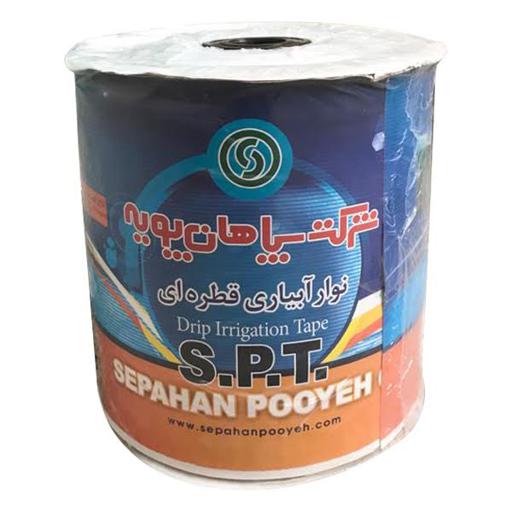 شرکت سپاهان پویه
نوار آبیاری قطره ای
Drip Irrigation Tape
S.P.T.
SEPAHAN POOYEH
www.sepahanpooyeh.com